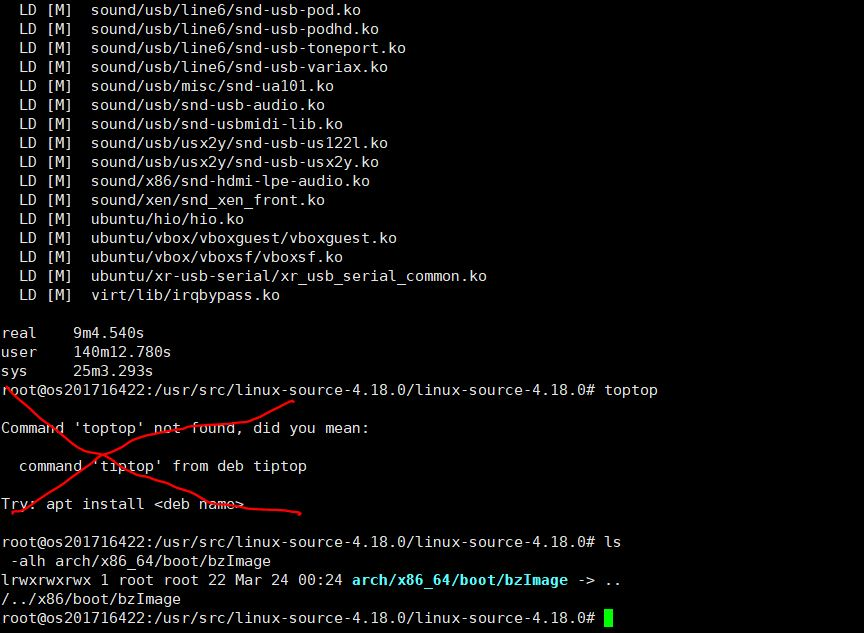 LD [M]  sound/usb/line6/snd-usb-pod.ko
LD [M]  sound/usb/line6/snd-usb-podhd.ko
LD [M]  sound/usb/line6/snd-usb-toneport.ko
LD [M]  sound/usb/line6/snd-usb-variax.ko
LD [M]  sound/usb/misc/snd-ua101.ko
LD [M]  sound/usb/snd-usb-audio.ko
LD [M]  sound/usb/snd-usbmidi-lib.ko
LD [M]  sound/usb/usx2y/snd-usb-us122l.ko
LD [M]  sound/usb/usx2y/snd-usb-usx2y.ko
LD [M]  sound/x86/snd-hdmi-lpe-audio.ko
LD [M]  sound/xen/snd_xen_front.ko
LD [M]  ubuntu/hio/hio.ko
LD [M]  ubuntu/vbox/vboxguest/vboxguest.ko
LD [M]  ubuntu/vbox/vboxsf/vboxsf.ko
LD [M]  ubuntu/xr-usb-serial/xr_usb_serial_common.ko
LD [M]  virt/lib/irqbypass.ko
real    9m4.540s
user    140m12.780s
sys     25m3.293s
root@os201716422:/usr/src/linux-source-4.18.0/linux-source-4.18.0# toptop
Command 'toptop' not found, did you mean:
command 'tiptop' from deb tiptop
Try: apt install <deb name>
root@os201716422:/usr/src/linux-source-4.18.0/linux-source-4.18.0# ls
-alh arch/x86_64/boot/bzImage
lrwxrwxrwx 1 root root 22 Mar 24 00:24 arch/x86_64/boot/bzImage -> ..
/../x86/boot/bzImage
root@os201716422:/usr/src/linux-source-4.18.0/linux-source-4.18.0#